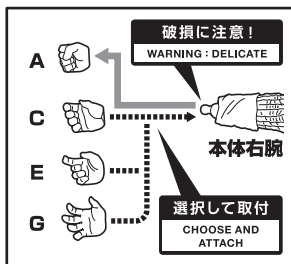 破損に注意！
WARNING : DELICATE
A
C
本体右腕
E
選択して取付
CHOOSE AND
ATTACH
G